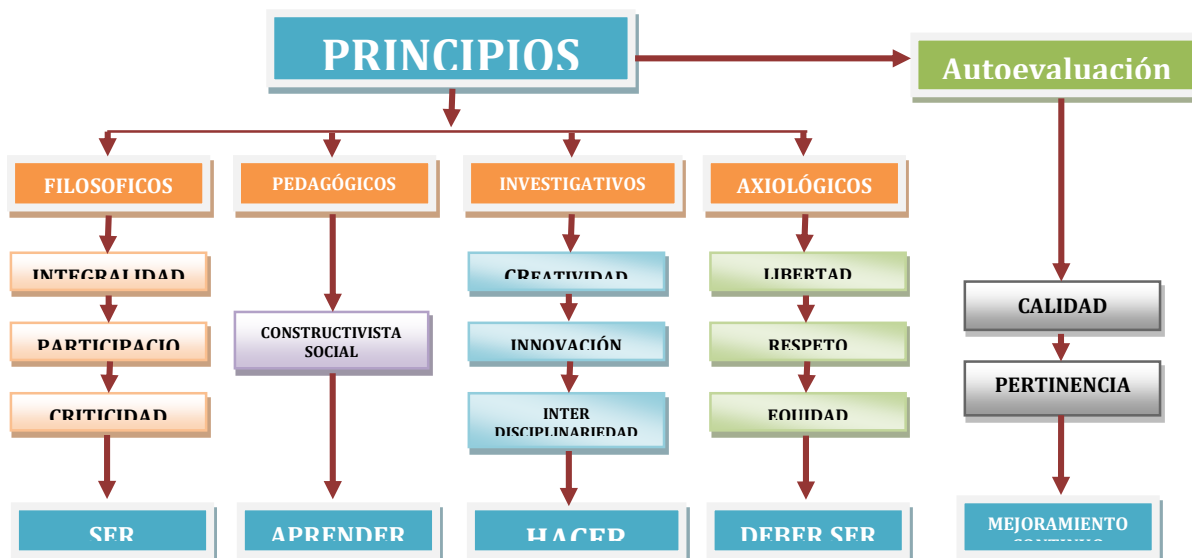 PRINCIPIOS
Autoevaluación
FILOSOFICOS
PEDAGÓGICOS
INVESTIGATIVOS
AXIOLÓGICOS
INTEGRALIDAD
CREATIVIDAD
LIBERTAD
CALIDAD
CONSTRUCTIVISTA
SOCIAL
PARTICIPACIO
INNOVACIÓN
RESPETO
PERTINENCIA
CRITICIDAD
INTER
DISCIPLINARIEDAD
EQUIDAD
SER
APRENDER
HACER
DEBER SER
MEJORAMIENTO
CONTINUO